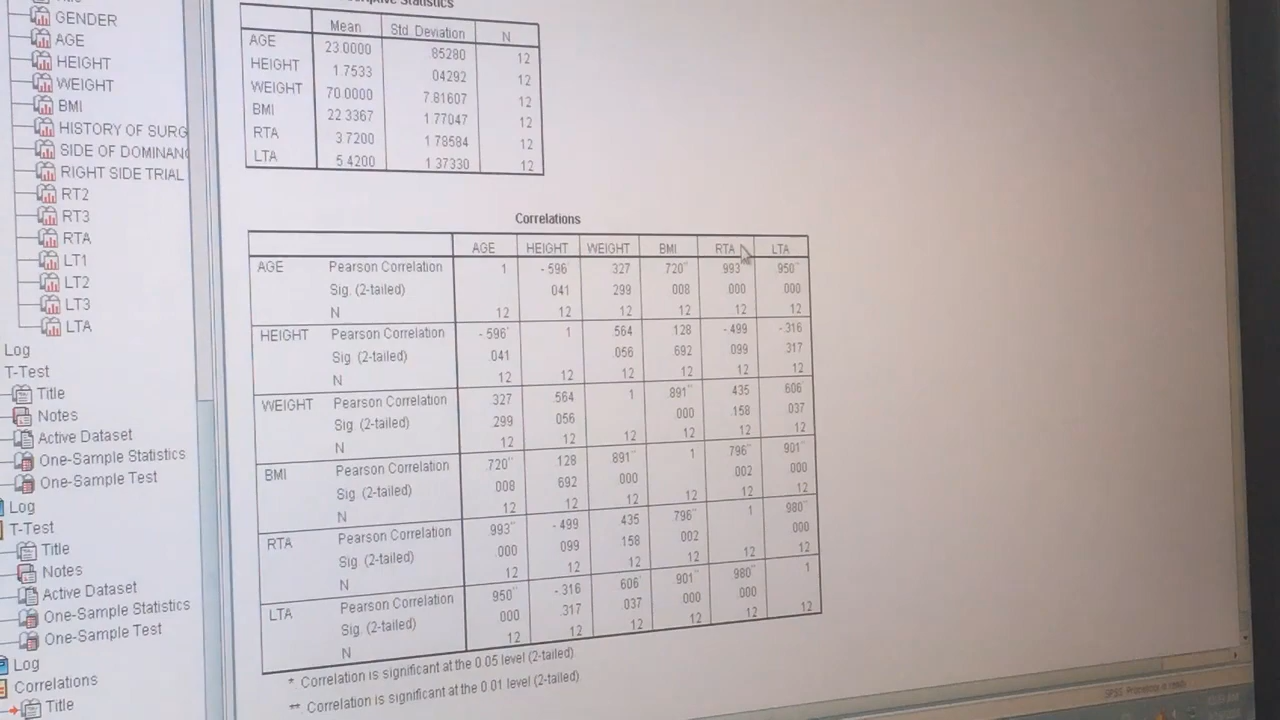 GENDER
AGE
HEIGHT
WEIGHT
BMI
HISTORY OF SURG
SIDE OF DOMINANC
RIGHT SIDE TRIAL
RT2
RT3
RTA
LT1
LT2
LT3
LTA
Log
T-Test
Title
Notes
Active Dataset
One-Sample Statistics
One-Sample Test
Log
T-Test
Title
Notes
Active Dataset
One-Sample Statistics
One-Sample Test
Log
Correlations
Title
Statistics
Mean Std. Deviation N
AGE 23.0000 .85280 12
HEIGHT 1.7533 04292 12
WEIGHT 70.0000 7.81607 12
BMI 22.3367 1.77047 12
RTA 3.7200 1.78584 12
LTA 5.4200 1.37330 12
Correlations
AGE HEIGHT WEIGHT BMI RTA LTA
AGE Pearson Correlation 1 -.596* .327 .720** .993** .950**
Sig. (2-tailed) .041 .299 .008 .000 .000
N 12 12 12 12 12 12
HEIGHT Pearson Correlation -.596* 1 .564 .128 -.499 -.316
Sig. (2-tailed) .041 .056 .692 .099 .317
N 12 12 12 12 12 12
WEIGHT Pearson Correlation .327 .564 1 .891** .435 .606*
Sig. (2-tailed) .299 .056 .000 .158 .037
N 12 12 12 12 12 12
BMI Pearson Correlation .720** .128 .891** 1 .796** .901**
Sig. (2-tailed) .008 .692 .000 .002 .000
N 12 12 12 12 12 12
RTA Pearson Correlation .993** -.499 .435 .796** 1 .980**
Sig. (2-tailed) .000 .099 .158 .002 .000
N 12 12 12 12 12 12
LTA Pearson Correlation .950** -.316 .606* .901** .980** 1
Sig. (2-tailed) .000 .317 .037 .000 .000
N 12 12 12 12 12 12
* Correlation is significant at the 0.05 level (2-tailed).
** Correlation is significant at the 0.01 level (2-tailed)
SPSS Processor is ready